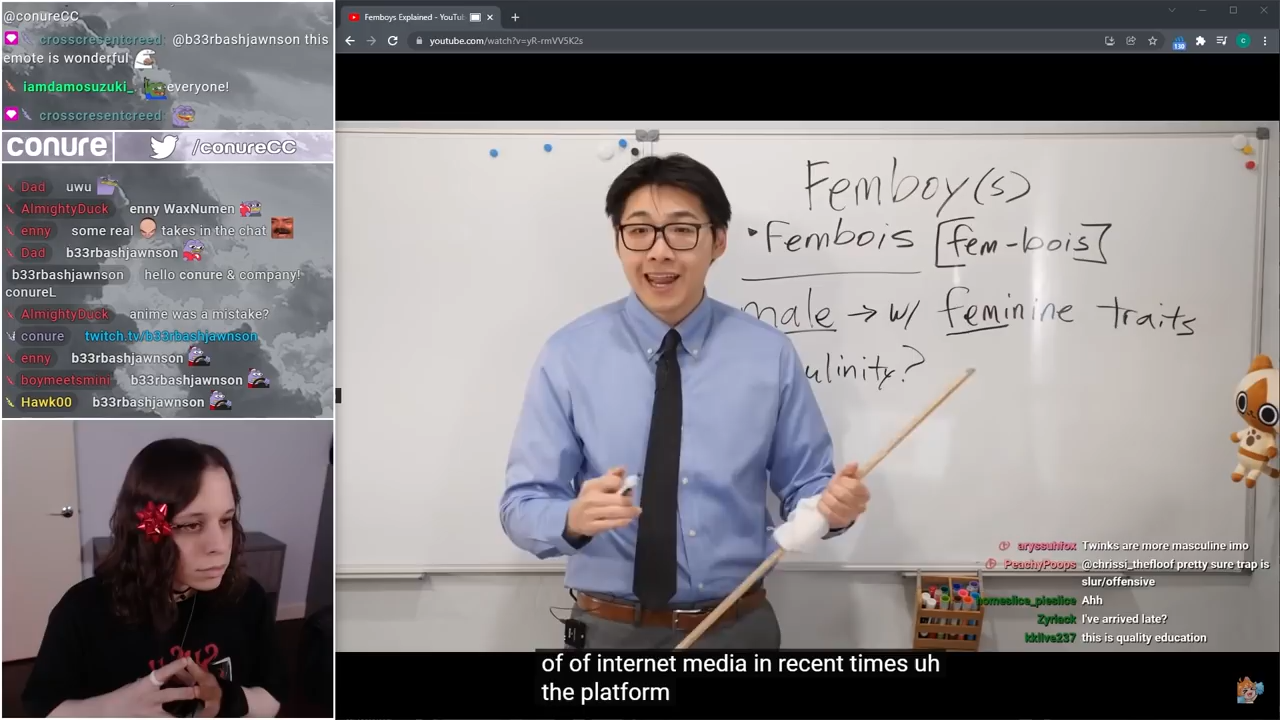 @conureCC
crosscresentcreed: @b33rbashjawnson this
emote is wonderful
iamdamosuzuki_: everyone!
crosscresentcreed:
conure
/conureCC
Dad uwu
AlmightyDuck enny WaxNumen
enny some real takes in the chat
Dad b33rbashjawnson
b33rbashjawnson hello conure & company!
conureL
AlmightyDuck anime was a mistake?
conure twitch.tv/b33rbashjawnson
enny b33rbashjawnson
boymeetsmini b33rbashjawnson
Hawk00 b33rbashjawnson
Femboys Explained - YouTub
youtube.com/watch?v=yR-rmVV5K2s
130
C
Femboy(s)
• Fembois [fem-bois]
male → w/ feminine traits
ulinity?
aryssuhfox Twinks are more masculine imo
PeachyPoops @chrissi_thefloof pretty sure trap is
slur/offensive
homeslice_pieslice Ahh
Zyriack I've arrived late?
kklive237 this is quality education
of of internet media in recent times uh
the platform